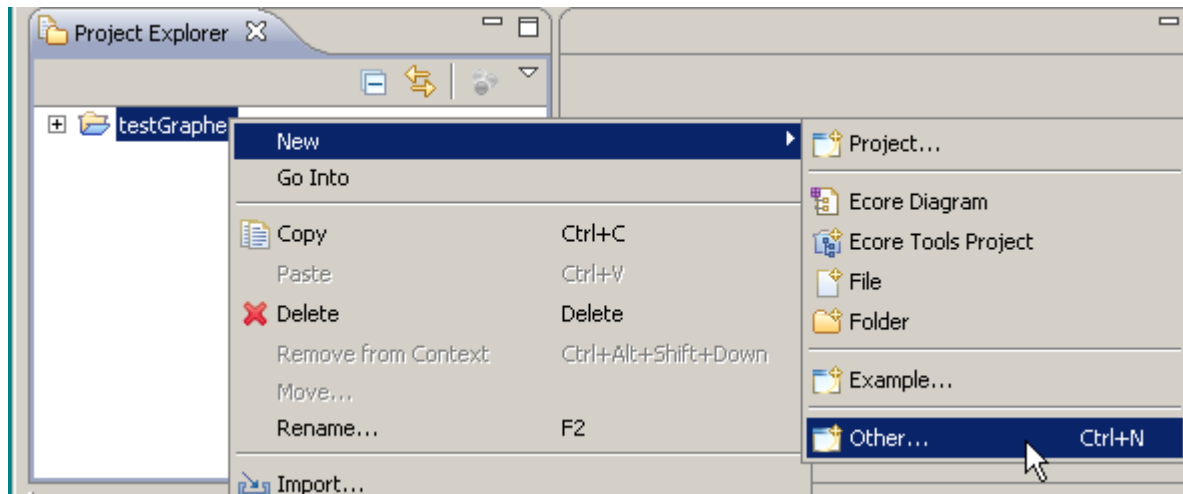 Project Explorer
testGraphe
New
Go Into
Copy Ctrl+C
Paste Ctrl+V
Delete Delete
Remove from Context Ctrl+Alt+Shift+Down
Move...
Rename... F2
Import...
Project...
Ecore Diagram
Ecore Tools Project
File
Folder
Example...
Other... Ctrl+N